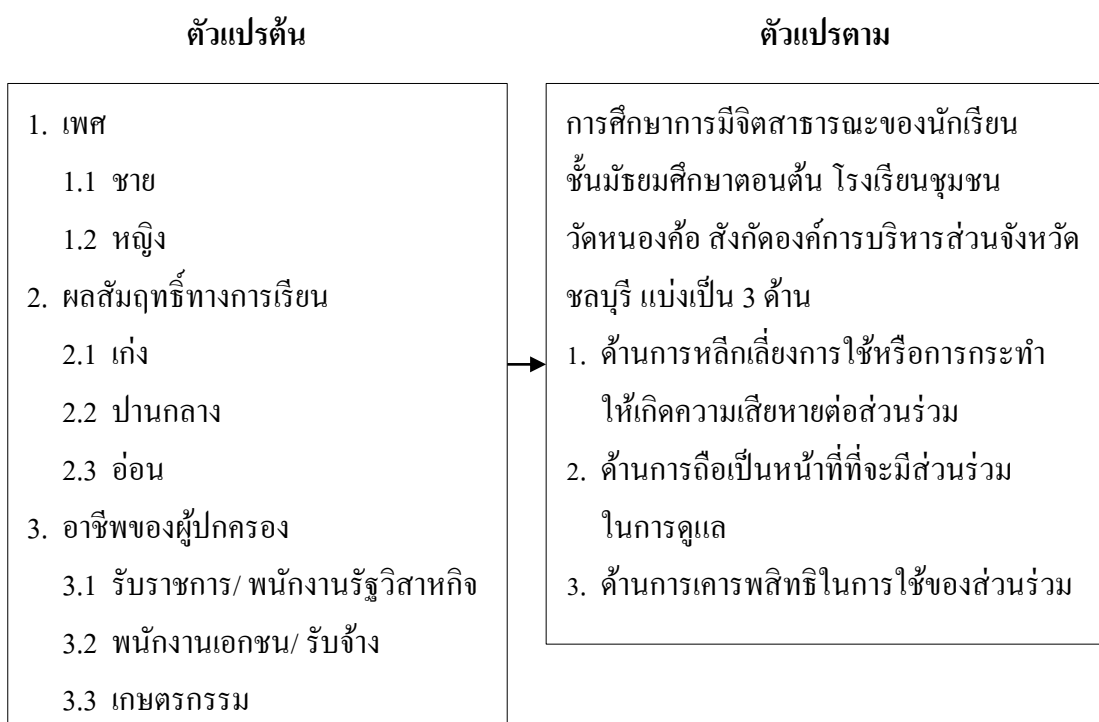 ตัวแปรต้น
ตัวแปรตาม
1. เพศ
1.1 ชาย
1.2 หญิง
2. ผลสัมฤทธิ์ทางการเรียน
2.1 เก่ง
2.2 ปานกลาง
2.3 อ่อน
3. อาชีพของผู้ปกครอง
3.1 รับราชการ/ พนักงานรัฐวิสาหกิจ
3.2 พนักงานเอกชน/ รับจ้าง
3.3 เกษตรกรรม
การศึกษาการมีจิตสาธารณะของนักเรียน
ชั้นมัธยมศึกษาตอนต้น โรงเรียนชุมชน
วัดหนองค้อ สังกัดองค์การบริหารส่วนจังหวัด
ชลบุรี แบ่งเป็น 3 ด้าน
1. ด้านการหลีกเลี่ยงการใช้หรือการกระทำ
ให้เกิดความเสียหายต่อส่วนร่วม
2. ด้านการถือเป็นหน้าที่ที่จะมีส่วนร่วม
ในการดูแล
3. ด้านการเคารพสิทธิในการใช้ของส่วนร่วม